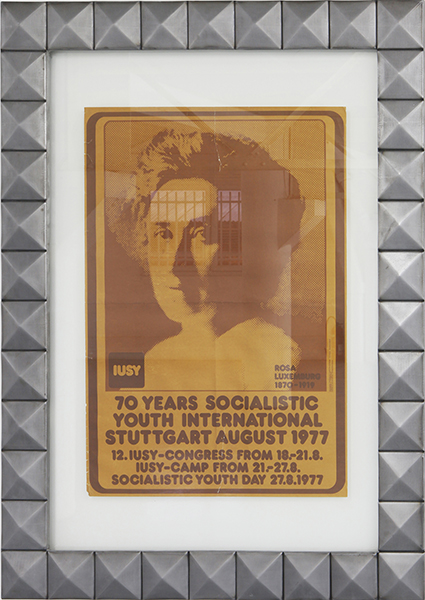 IUSY
ROSA
LUXEMBURG
1870-1919
70 YEARS SOCIALISTIC
YOUTH INTERNATIONAL
STUTTGART AUGUST 1977
12. IUSY-CONGRESS FROM 18.-21.8.
IUSY-CAMP FROM 21.-27.8.
SOCIALISTIC YOUTH DAY 27.8.1977